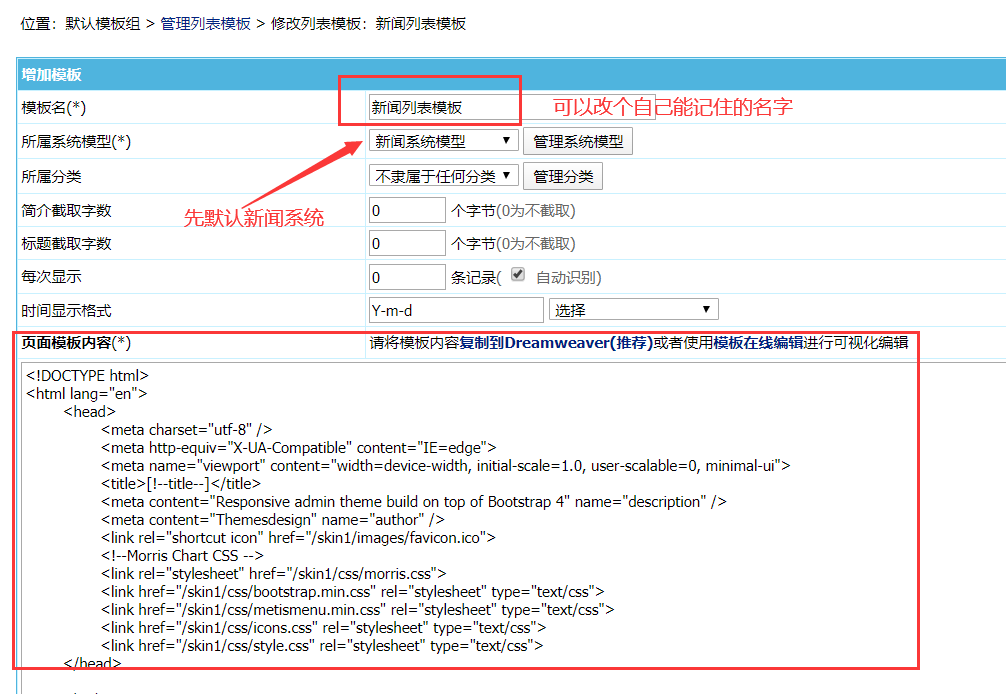 位置：默认模板组 > 管理列表模板 > 修改列表模板：新闻列表模板
增加模板
模板名(*) 新闻列表模板 可以改个自己能记住的名字
所属系统模型(*) 新闻系统模型 管理系统模型
所属分类 不隶属于任何分类 管理分类
先默认新闻系统
简介截取字数 0 个字节(0为不截取)
标题截取字数 0 个字节(0为不截取)
每次显示 0 条记录( 自动识别)
时间显示格式 Y-m-d 选择
页面模板内容(*) 请将模板内容复制到Dreamweaver(推荐)或者使用模板在线编辑进行可视化编辑
<!DOCTYPE html>
<html lang="en">
<head>
<meta charset="utf-8" />
<meta http-equiv="X-UA-Compatible" content="IE=edge">
<meta name="viewport" content="width=device-width, initial-scale=1.0, user-scalable=0, minimal-ui">
<title>[!--title--]</title>
<meta content="Responsive admin theme build on top of Bootstrap 4" name="description" />
<meta content="Themesdesign" name="author" />
<link rel="shortcut icon" href="/skin1/images/favicon.ico">
<!--Morris Chart CSS -->
<link rel="stylesheet" href="/skin1/css/morris.css">
<link href="/skin1/css/bootstrap.min.css" rel="stylesheet" type="text/css">
<link href="/skin1/css/metismenu.min.css" rel="stylesheet" type="text/css">
<link href="/skin1/css/icons.css" rel="stylesheet" type="text/css">
<link href="/skin1/css/style.css" rel="stylesheet" type="text/css">
</head>